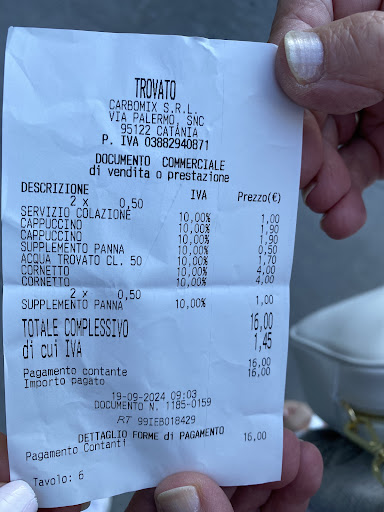 TROVATO
CARBOMIX S.R.L.
VIA PALERMO, SNC
95122 CATANIA
P. IVA 03882940871
DOCUMENTO COMMERCIALE
di vendita o prestazione
DESCRIZIONE IVA Prezzo(€)
2 x 0,50
SERVIZIO COLAZIONE 10,00% 1,00
CAPPUCCINO 10,00% 1,90
CAPPUCCINO 10,00% 1,90
SUPPLEMENTO PANNA 10,00% 0,50
ACQUA TROVATO CL. 50 10,00% 1,70
CORNETTO 10,00% 4,00
CORNETTO 10,00% 4,00
2 x 0,50
SUPPLEMENTO PANNA 10,00% 1,00
TOTALE COMPLESSIVO 16,00
di cui IVA 1,45
Pagamento contante 16,00
Importo pagato 16,00
19-09-2024 09:03
DOCUMENTO N. 1185-0159
RT 99IEB018429
DETTAGLIO FORME di PAGAMENTO
Pagamento Contanti 16,00
Tavolo: 6